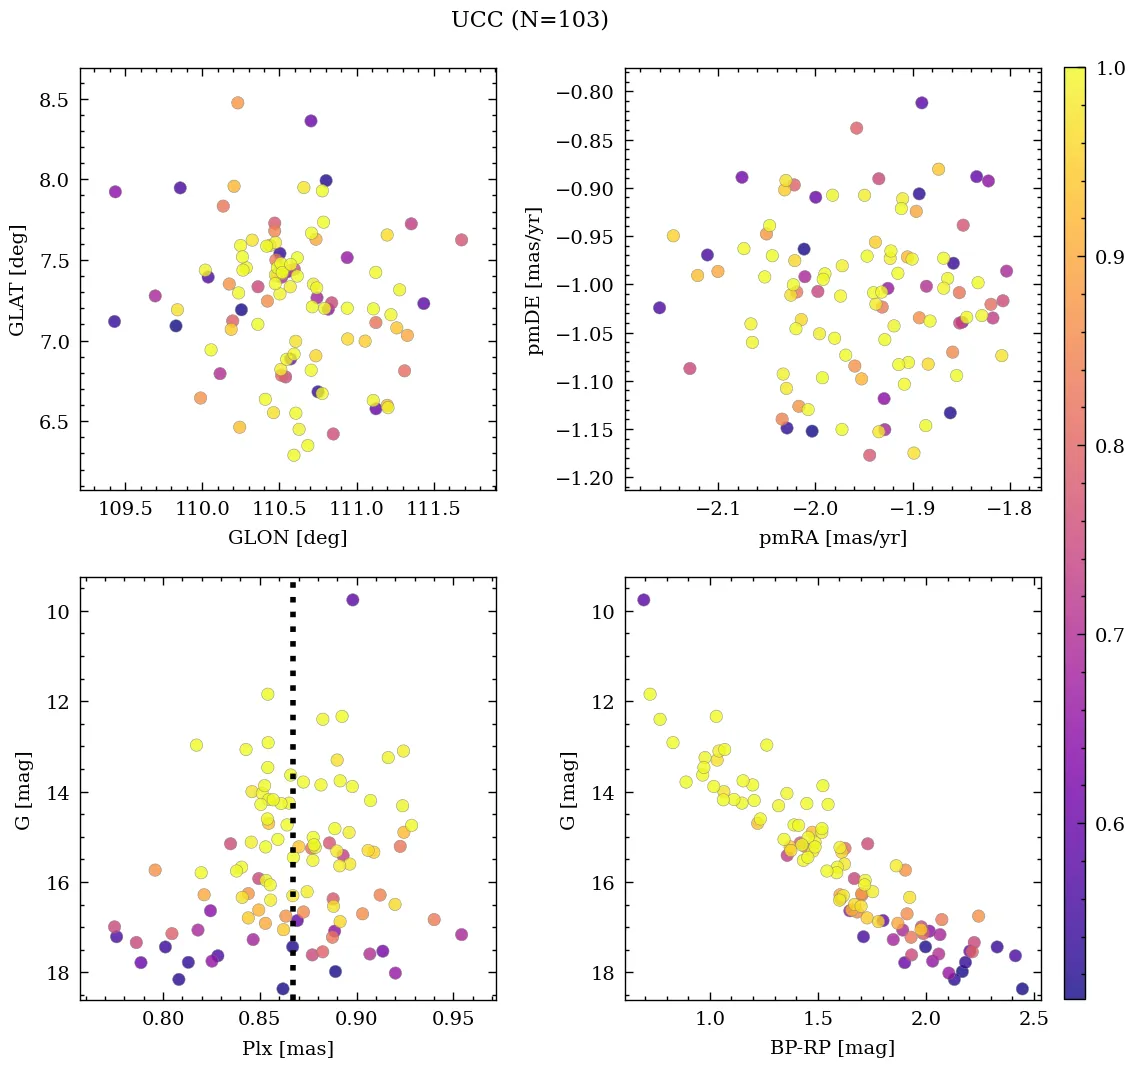 UCC (N=103)
8.5
8.0
7.5
7.0
6.5
GLAT [deg]
109.5 110.0 110.5 111.0 111.5
GLON [deg]
−0.80
−0.85
−0.90
−0.95
−1.00
−1.05
−1.10
−1.15
−1.20
pmDE [mas/yr]
−2.1 −2.0 −1.9 −1.8
pmRA [mas/yr]
10
12
14
16
18
G [mag]
0.80 0.85 0.90 0.95
Plx [mas]
10
12
14
16
18
G [mag]
1.0 1.5 2.0 2.5
BP-RP [mag]
1.0
0.9
0.8
0.7
0.6